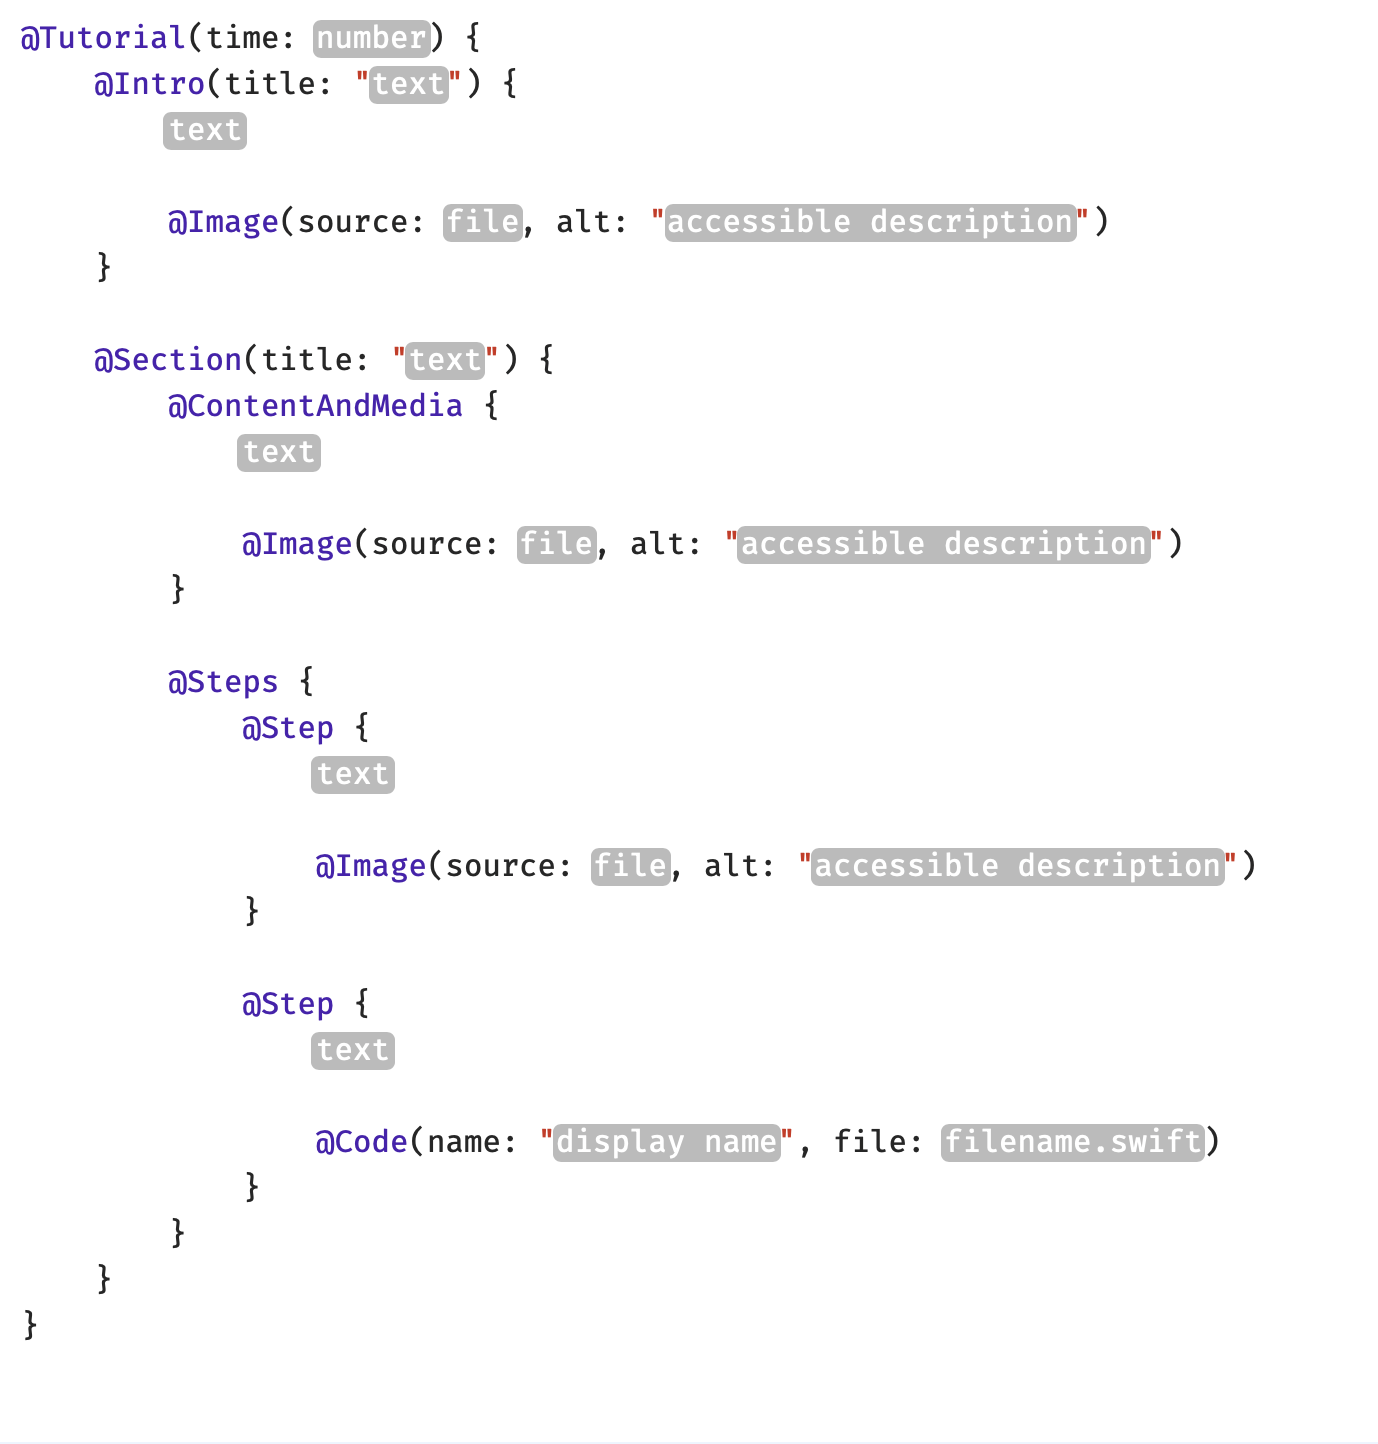 @Tutorial(time: number) {
@Intro(title: "text") {
text
@Image(source: file, alt: "accessible description")
}
@Section(title: "text") {
@ContentAndMedia {
text
@Image(source: file, alt: "accessible description")
}
@Steps {
@Step {
text
@Image(source: file, alt: "accessible description")
}
@Step {
text
@Code(name: "display name", file: filename.swift)
}
}
}
}